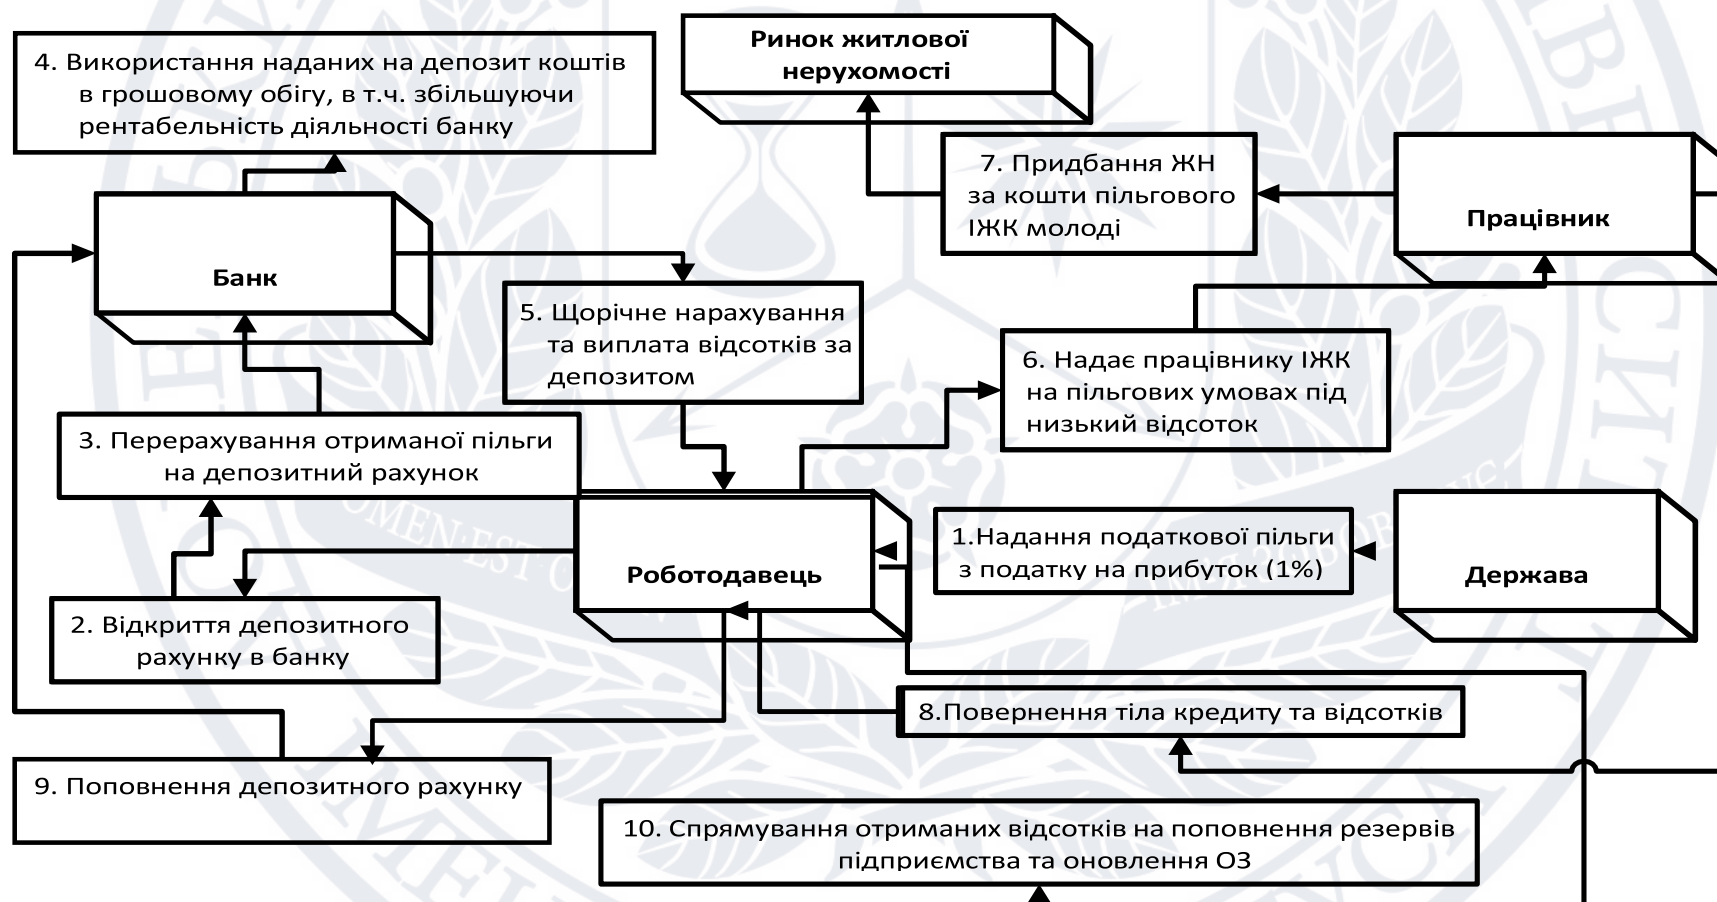 Ринок житлової
нерухомості
4. Використання наданих на депозит коштів
в грошовому обігу, в т.ч. збільшуючи
рентабельність діяльності банку
7. Придбання ЖН
за кошти пільгового
ІЖК молоді
Працівник
Банк
5. Щорічне нарахування
та виплата відсотків за
депозитом
6. Надає працівнику ІЖК
на пільгових умовах під
низький відсоток
3. Перерахування отриманої пільги
на депозитний рахунок
Роботодавець
1.Надання податкової пільги
з податку на прибуток (1%)
Держава
2. Відкриття депозитного
рахунку в банку
8.Повернення тіла кредиту та відсотків
9. Поповнення депозитного рахунку
10. Спрямування отриманих відсотків на поповнення резервів
підприємства та оновлення ОЗ